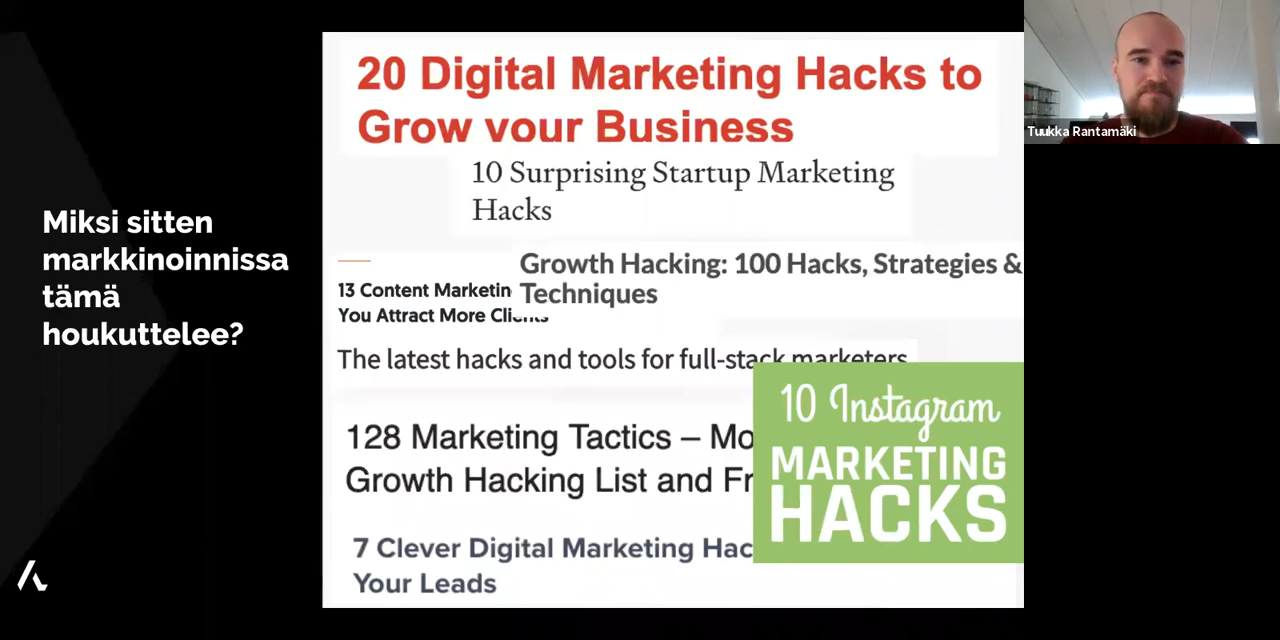 Miksi sitten
markkinoinnissa
tämä
houkuttelee?
20 Digital Marketing Hacks to
Grow your Business
10 Surprising Startup Marketing
Hacks
Growth Hacking: 100 Hacks, Strategies &
Techniques
13 Content Marketin
You Attract More Clients
The latest hacks and tools for full-stack marketers
128 Marketing Tactics – Mo
Growth Hacking List and Fr
10 Instagram
MARKETING
HACKS
7 Clever Digital Marketing Hac
Your Leads
Tuukka Rantamäki